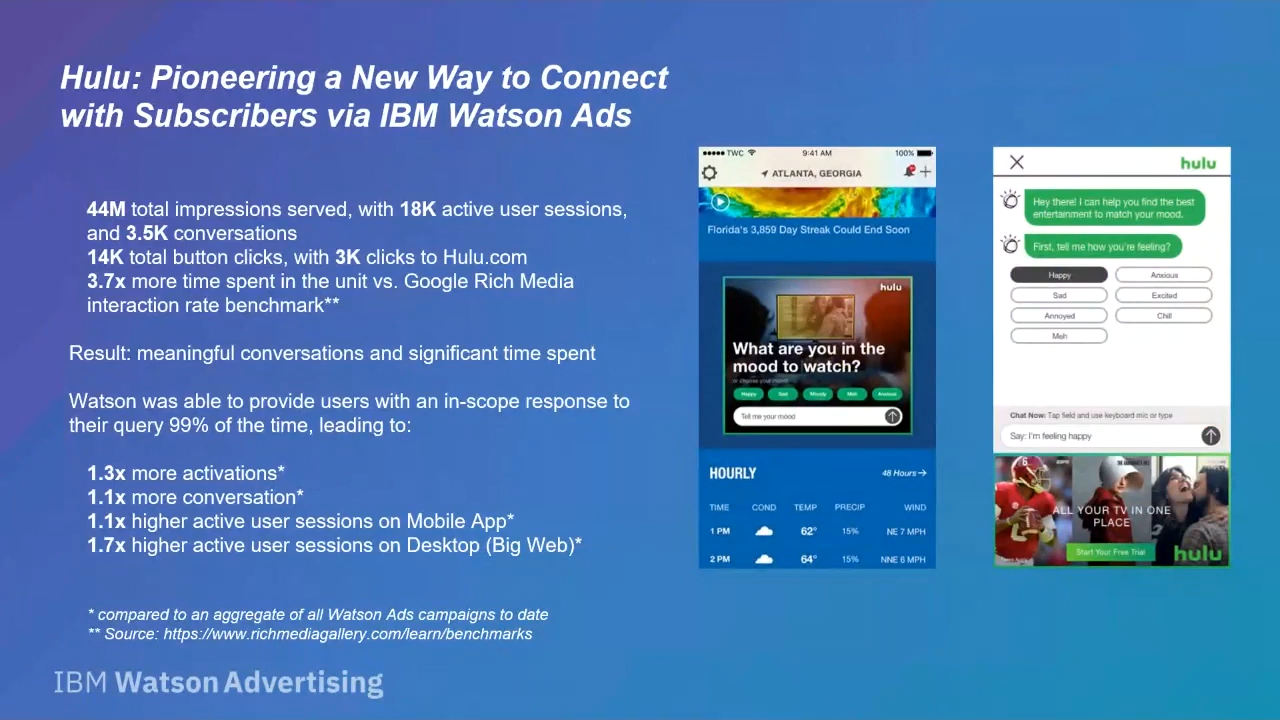 Hulu: Pioneering a New Way to Connect
with Subscribers via IBM Watson Ads
44M total impressions served, with 18K active user sessions,
and 3.5K conversations
14K total button clicks, with 3K clicks to Hulu.com
3.7x more time spent in the unit vs. Google Rich Media
interaction rate benchmark**
Result: meaningful conversations and significant time spent
Watson was able to provide users with an in-scope response to
their query 99% of the time, leading to:
1.3x more activations*
1.1x more conversation*
1.1x higher active user sessions on Mobile App*
1.7x higher active user sessions on Desktop (Big Web)*
* compared to an aggregate of all Watson Ads campaigns to date
** Source: https://www.richmediagallery.com/learn/benchmarks
IBM Watson Advertising
TWC 9:41 AM 100%
ATLANTA, GEORGIA
Florida's 3,859 Day Streak Could End Soon
hulu
What are you in the
mood to watch?
or choose your mood
Happy Sad Moody Meh Anxious
Tell me your mood
HOURLY 48 Hours
TIME COND TEMP PRECIP WIND
1 PM 62° 15% NE 7 MPH
2 PM 64° 15% NNE 6 MPH
hulu
Hey there! I can help you find the best
entertainment to match your mood.
First, tell me how you're feeling?
Happy Anxious
Sad Excited
Annoyed Chill
Meh
Chat Now: Tap field and use keyboard mic or type
Say: I'm feeling happy
ALL YOUR TV IN ONE
PLACE
Start Your Free Trial
hulu